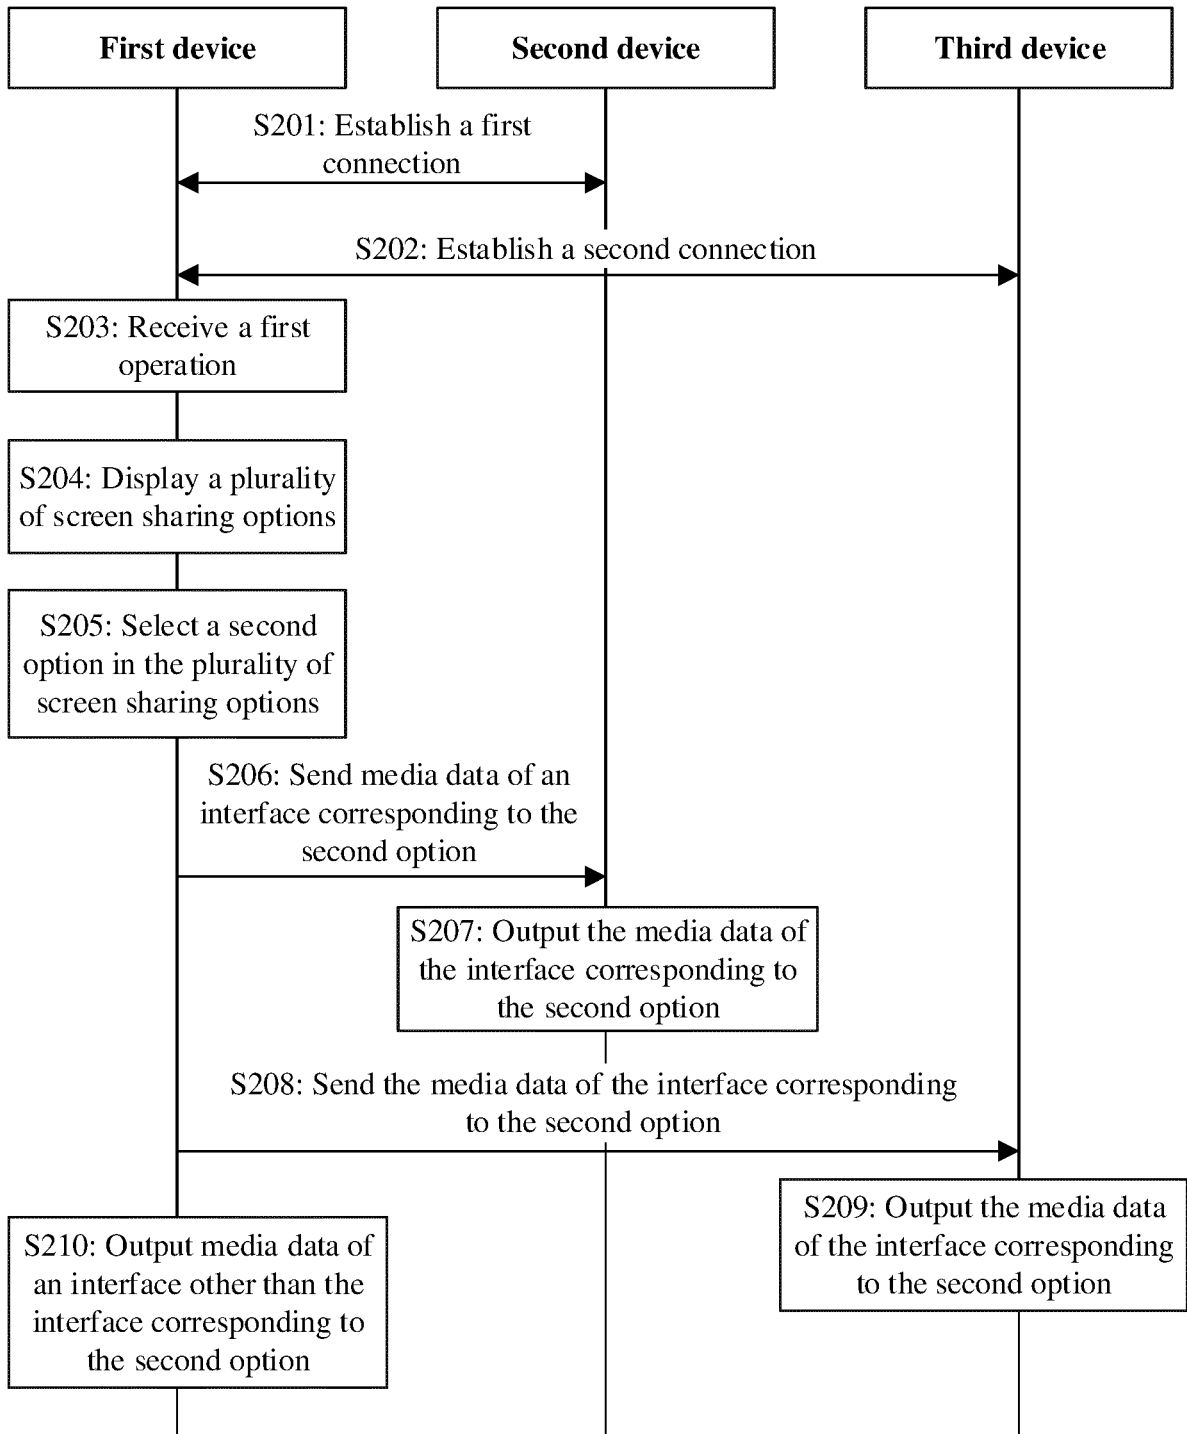 First device
Second device
Third device
S201: Establish a first
connection
S202: Establish a second connection
S203: Receive a first
operation
S204: Display a plurality
of screen sharing options
S205: Select a second
option in the plurality of
screen sharing options
S206: Send media data of an
interface corresponding to the
second option
S207: Output the media data of
the interface corresponding to
the second option
S208: Send the media data of the interface corresponding
to the second option
S209: Output the media data
of the interface corresponding
to the second option
S210: Output media data of
an interface other than the
interface corresponding to
the second option